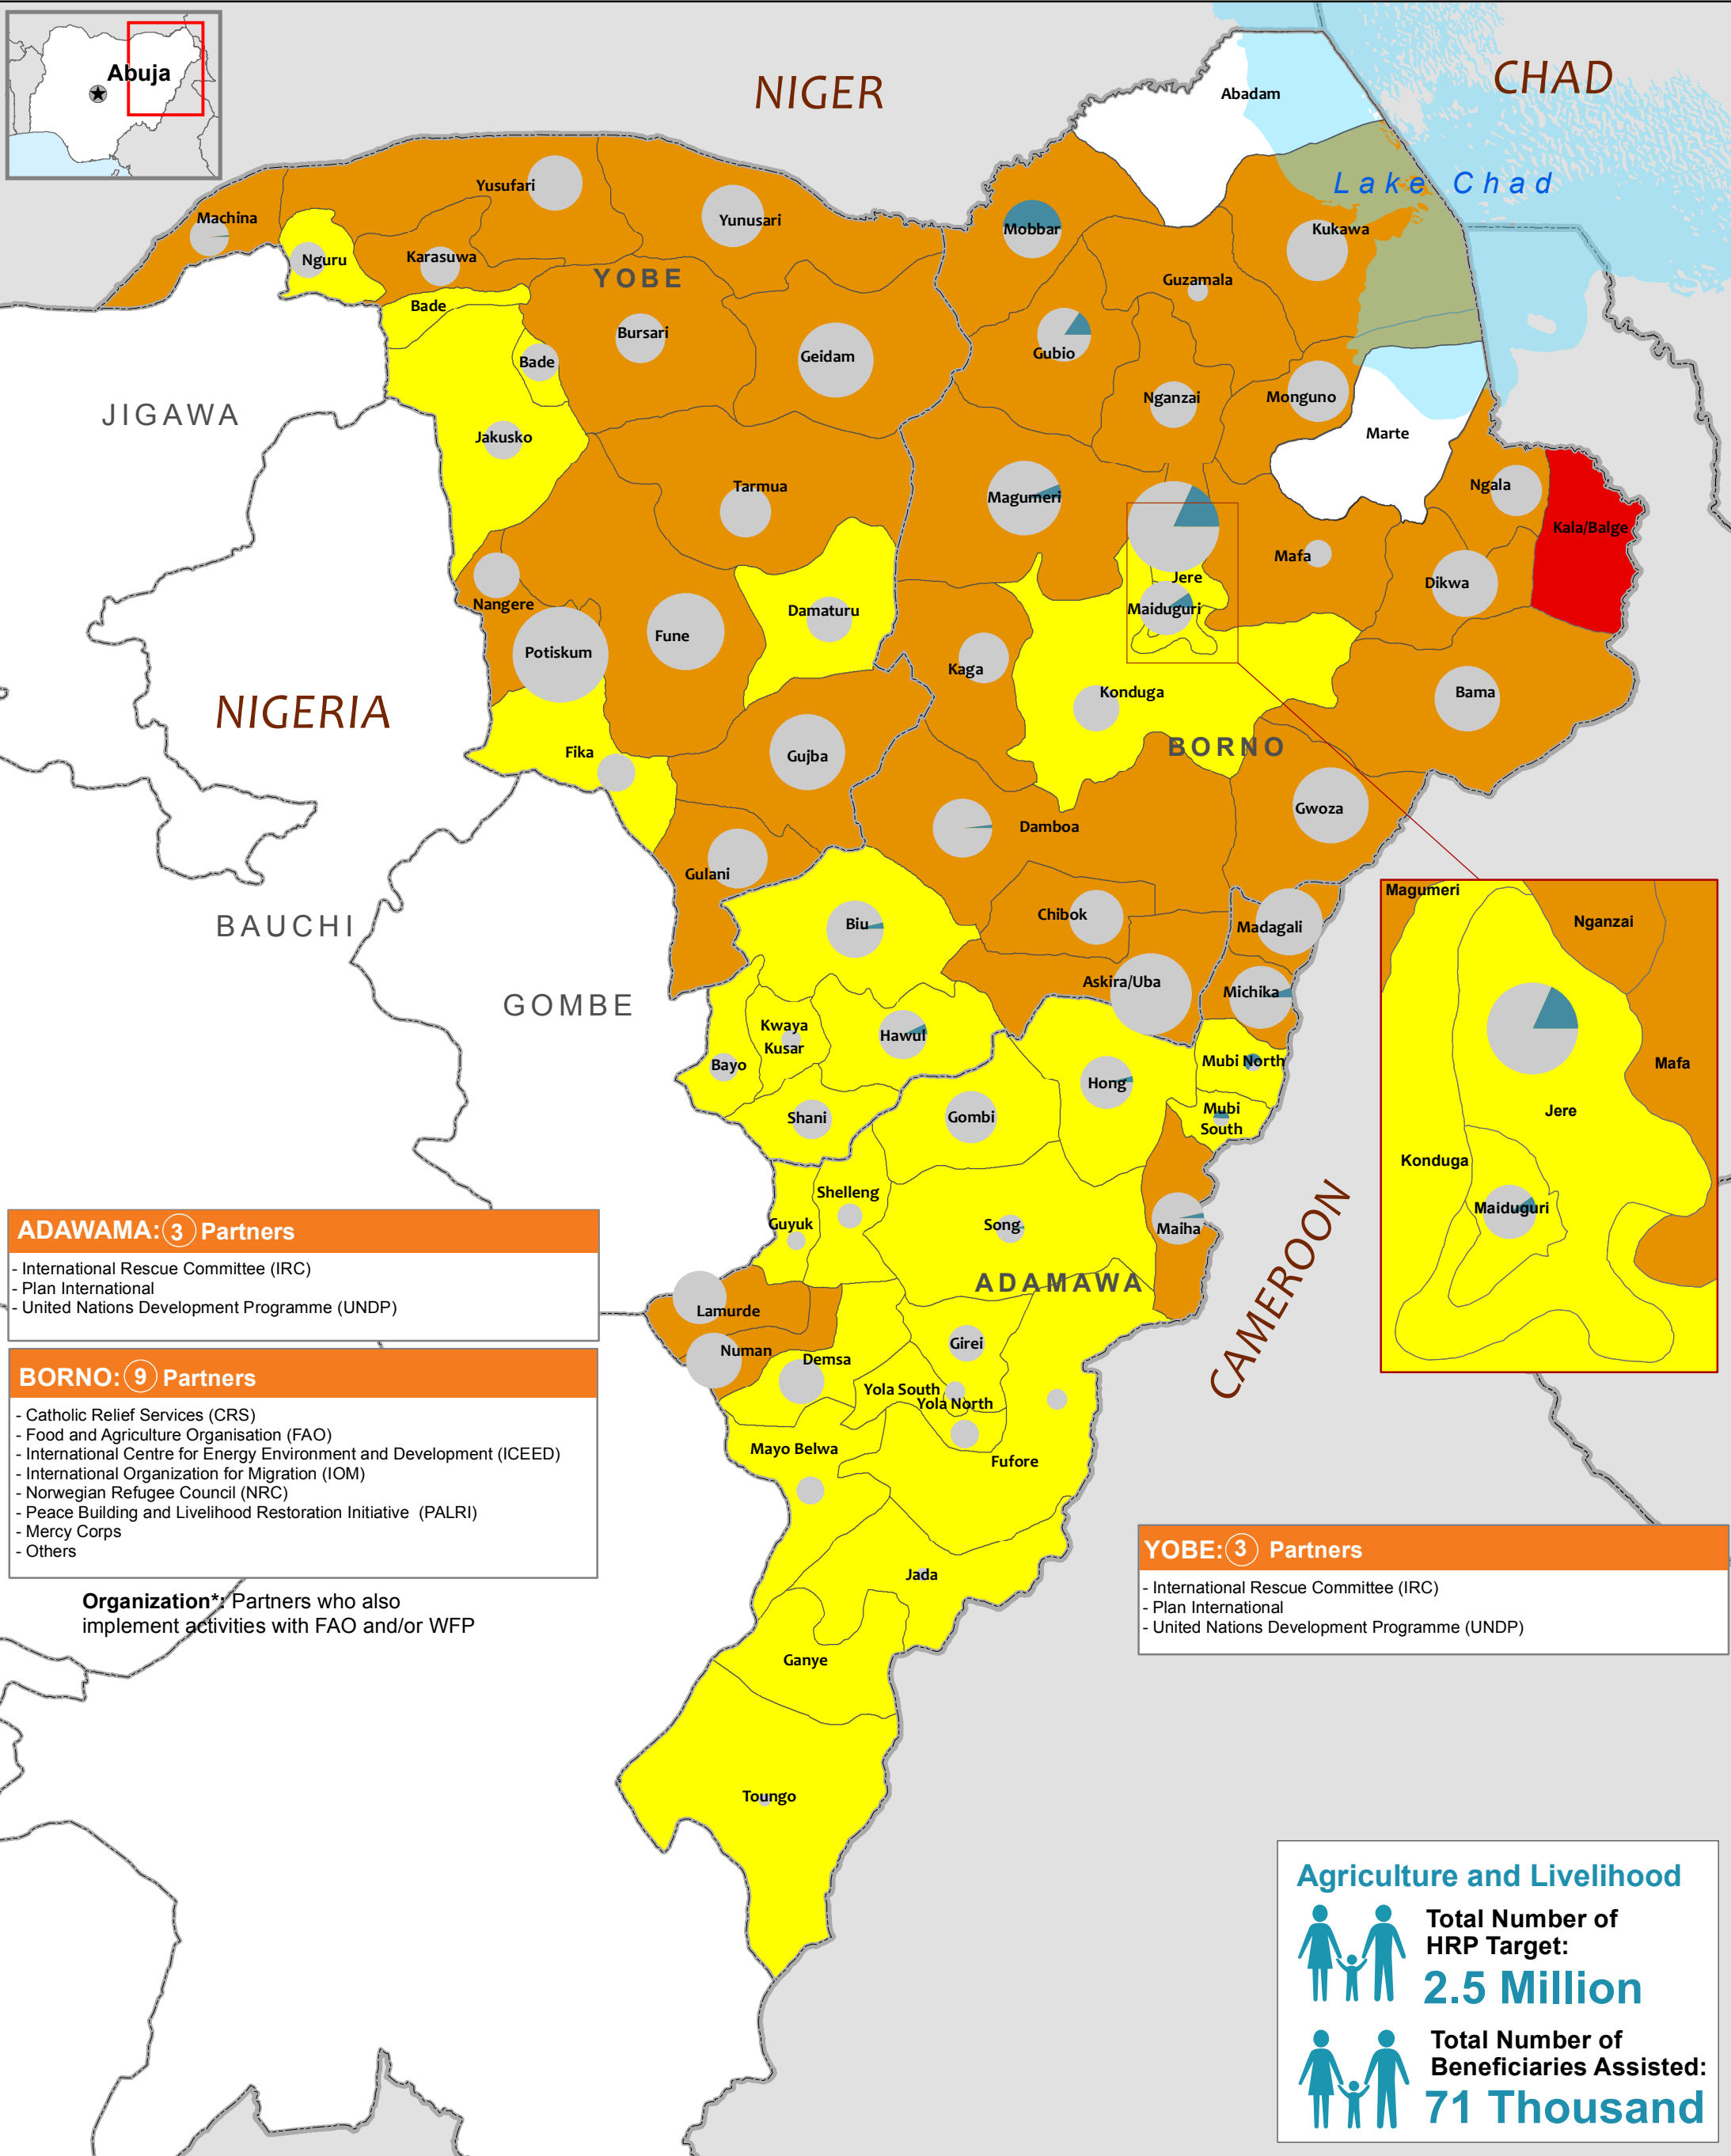 Abuja
NIGER
CHAD
Abadam
Lake Chad
Yusufari
Machina
Yunusari
Mobbar
Kukawa
Nguru
Karasuwa
YOBE
Guzamala
Bade
Bursari
Gubio
Bade
Geidam
Nganzai
Monguno
JIGAWA
Marte
Jakusko
Tarmua
Magumeri
Ngala
Kala/Balge
Mafa
Jere
Dikwa
Nangere
Damaturu
Maiduguri
Fune
Potiskum
Kaga
Konduga
Bama
NIGERIA
Fika
Gujba
BORNO
Gwoza
Damboa
Gulani
Magumeri
Chibok
Nganzai
BAUCHI
Biu
Madagali
Askira/Uba
Michika
GOMBE
Kwaya
Kusar
Hawul
Bayo
Mubi North
Mafa
Hong
Jere
Shani
Gombi
Mubi
South
Konduga
Shelleng
Maiduguri
Guyuk
Song
Maiha
ADAWAMA: 3 Partners
- International Rescue Committee (IRC)
- Plan International
- United Nations Development Programme (UNDP)
ADAMAWA
CAMEROON
Lamurde
Girei
Numan
Demsa
Yola South
Yola North
BORNO: 9 Partners
- Catholic Relief Services (CRS)
- Food and Agriculture Organisation (FAO)
- International Centre for Energy Environment and Development (ICEED)
- International Organization for Migration (IOM)
- Norwegian Refugee Council (NRC)
- Peace Building and Livelihood Restoration Initiative (PALRI)
- Mercy Corps
- Others
Mayo Belwa
Fufore
YOBE: 3 Partners
- International Rescue Committee (IRC)
- Plan International
- United Nations Development Programme (UNDP)
Jada
Organization*: Partners who also
implement activities with FAO and/or WFP
Ganye
Toungo
Agriculture and Livelihood
Total Number of
HRP Target:
2.5 Million
Total Number of
Beneficiaries Assisted:
71 Thousand